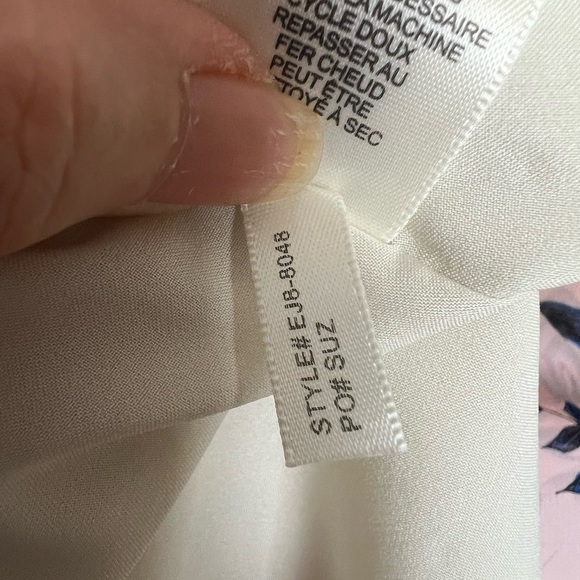 ESSAIRE
LA MACHINE
CYCLE DOUX
REPASSER AU
FER CHEUD
PEUT ÊTRE
TOYÉ À SEC
STYLE# EJ8-8048
PO# SUZ